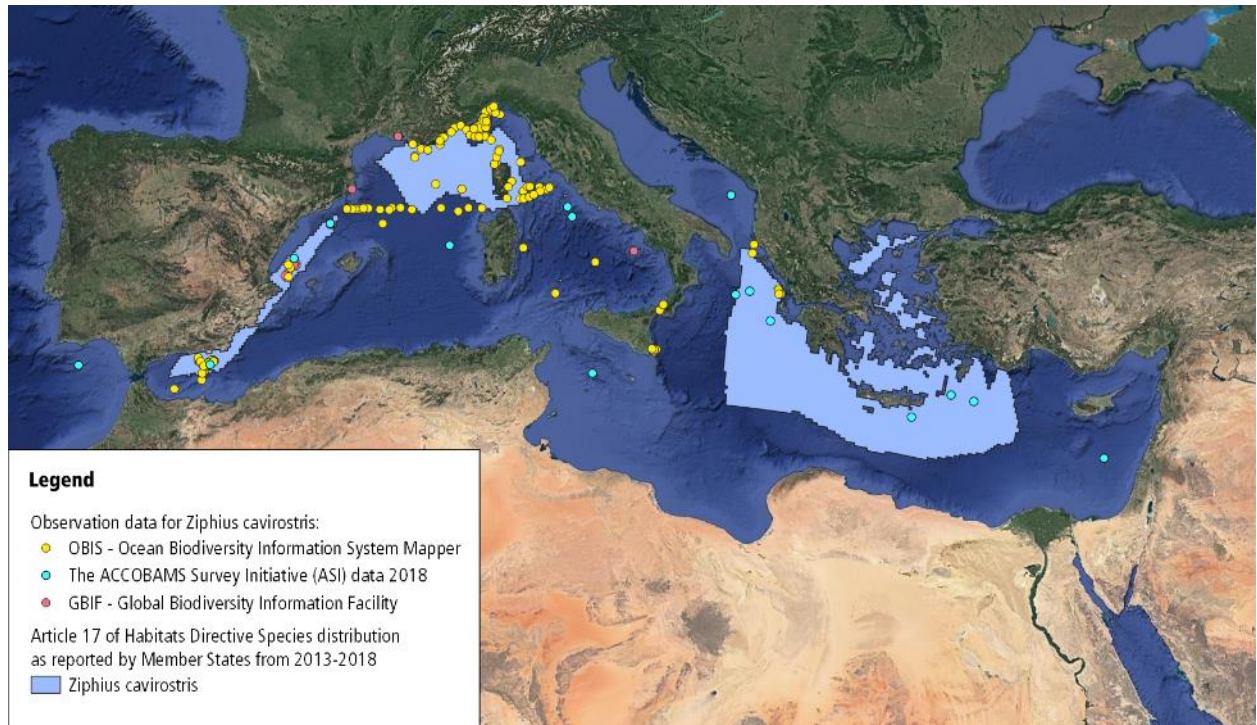 Legend
Observation data for Ziphius cavirostris:
OBIS - Ocean Biodiversity Information System Mapper
The ACCOBAMS Survey Initiative (ASI) data 2018
GBIF - Global Biodiversity Information Facility
Article 17 of Habitats Directive Species distribution
as reported by Member States from 2013-2018
Ziphius cavirostris